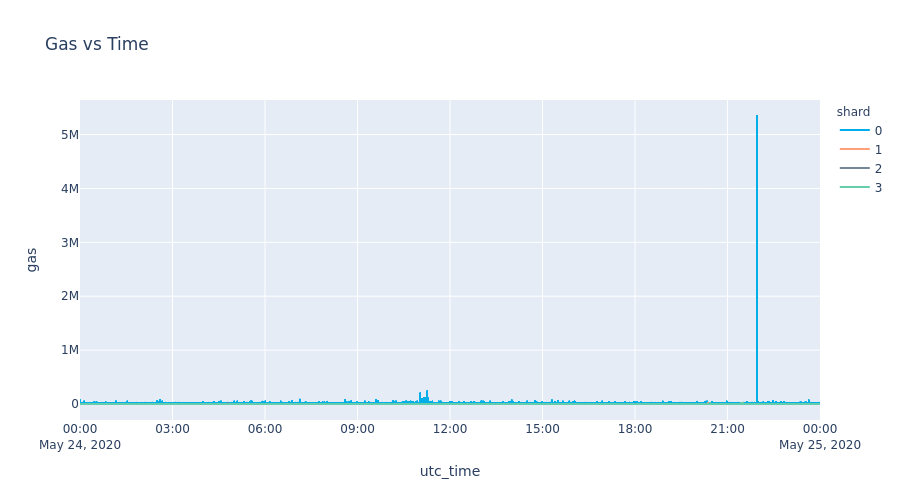 Gas vs Time
shard
0
1
2
3
gas
5M
4M
3M
2M
1M
0
00:00 03:00 06:00 09:00 12:00 15:00 18:00 21:00 00:00
May 24, 2020 May 25, 2020
utc_time